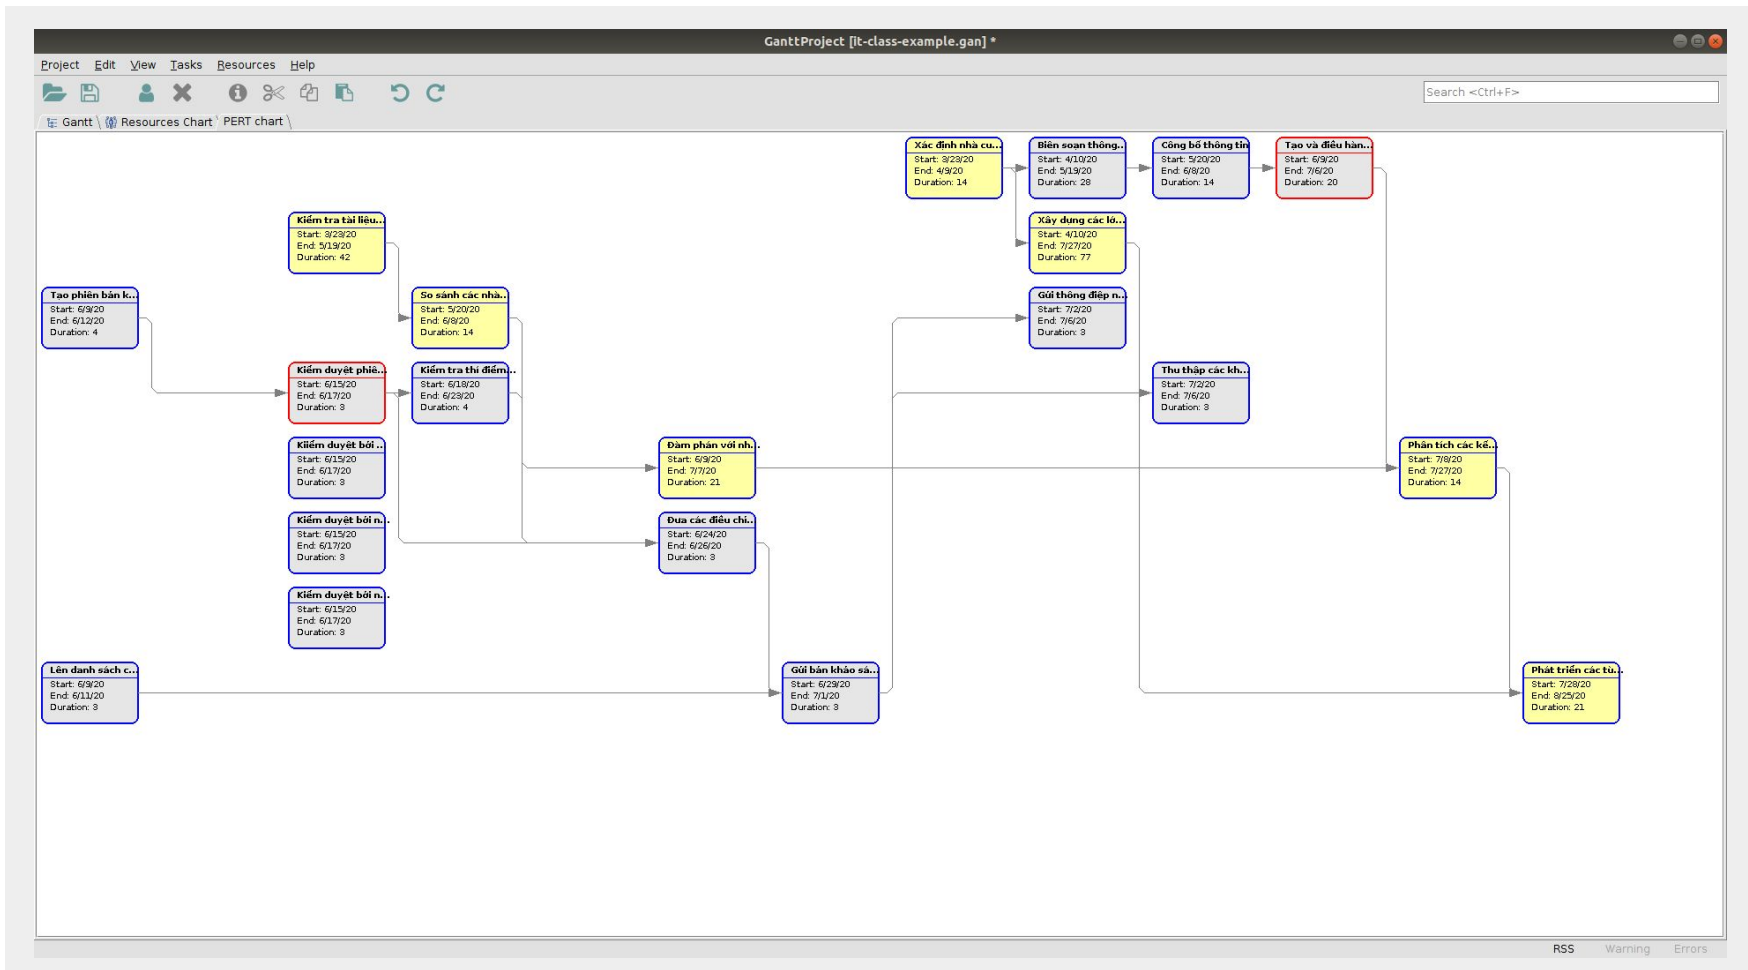 GanttProject [it-class-example.gan] *
Project Edit View Tasks Resources Help
Search <Ctrl+F>
Gantt Resources Chart PERT chart
Xác định nhà cu...
Start: 3/23/20
End: 4/9/20
Duration: 14
Biên soạn thông...
Start: 4/10/20
End: 5/19/20
Duration: 28
Công bố thông tin
Start: 5/20/20
End: 6/8/20
Duration: 14
Tạo và điều hàn...
Start: 6/9/20
End: 7/6/20
Duration: 20
Kiểm tra tài liệu...
Start: 3/23/20
End: 5/19/20
Duration: 42
Xây dựng các lớ...
Start: 4/10/20
End: 7/27/20
Duration: 77
Tạo phiên bản k...
Start: 6/9/20
End: 6/12/20
Duration: 4
So sánh các nhà...
Start: 5/20/20
End: 6/8/20
Duration: 14
Gửi thông điệp n...
Start: 7/2/20
End: 7/6/20
Duration: 3
Kiểm duyệt phiê...
Start: 6/15/20
End: 6/17/20
Duration: 3
Kiểm tra thí điểm...
Start: 6/18/20
End: 6/23/20
Duration: 4
Thu thập các kh...
Start: 7/2/20
End: 7/6/20
Duration: 3
Kiiểm duyệt bởi ...
Start: 6/15/20
End: 6/17/20
Duration: 3
Đàm phán với nh...
Start: 6/9/20
End: 7/7/20
Duration: 21
Phân tích các kế...
Start: 7/8/20
End: 7/27/20
Duration: 14
Kiểm duyệt bởi n...
Start: 6/15/20
End: 6/17/20
Duration: 3
Đưa các điều chỉ...
Start: 6/24/20
End: 6/26/20
Duration: 3
Kiểm duyệt bởi n...
Start: 6/15/20
End: 6/17/20
Duration: 3
Lên danh sách c...
Start: 6/9/20
End: 6/11/20
Duration: 3
Gửi bản khảo sá...
Start: 6/29/20
End: 7/1/20
Duration: 3
Phát triển các tù...
Start: 7/28/20
End: 8/25/20
Duration: 21
RSS Warning Errors